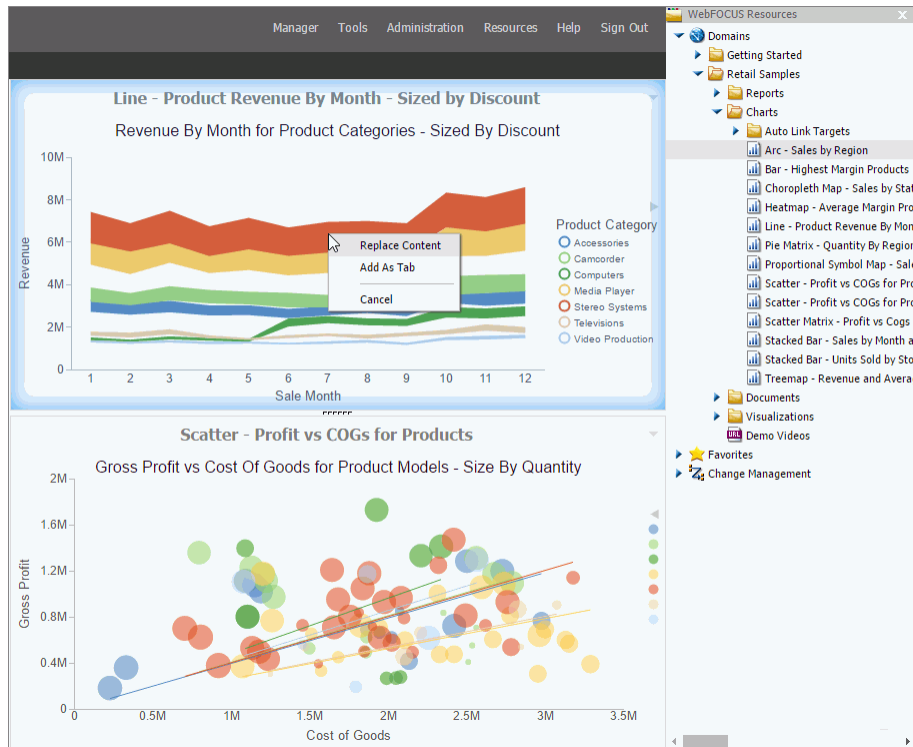 Manager Tools Administration Resources Help Sign Out
Line - Product Revenue By Month - Sized by Discount
Revenue By Month for Product Categories - Sized By Discount
10M
8M
6M
4M
2M
0
Revenue
1 2 3 4 5 6 7 8 9 10 11 12
Sale Month
Replace Content
Add As Tab
Cancel
Product Category
Accessories
Camcorder
Computers
Media Player
Stereo Systems
Televisions
Video Production
Scatter - Profit vs COGs for Products
Gross Profit vs Cost Of Goods for Product Models - Size By Quantity
2M
1.6M
1.2M
0.8M
0.4M
0
Gross Profit
0 0.5M 1M 1.5M 2M 2.5M 3M 3.5M
Cost of Goods
WebFOCUS Resources
Domains
Getting Started
Retail Samples
Reports
Charts
Auto Link Targets
Arc - Sales by Region
Bar - Highest Margin Products
Choropleth Map - Sales by Stat
Heatmap - Average Margin Pro
Line - Product Revenue By Mon
Pie Matrix - Quantity By Region
Proportional Symbol Map - Sale
Scatter - Profit vs COGs for Pro
Scatter - Profit vs COGs for Pro
Scatter Matrix - Profit vs Cogs
Stacked Bar - Sales by Month a
Stacked Bar - Units Sold by Sto
Treemap - Revenue and Avera
Documents
Visualizations
URL Demo Videos
Favorites
Change Management